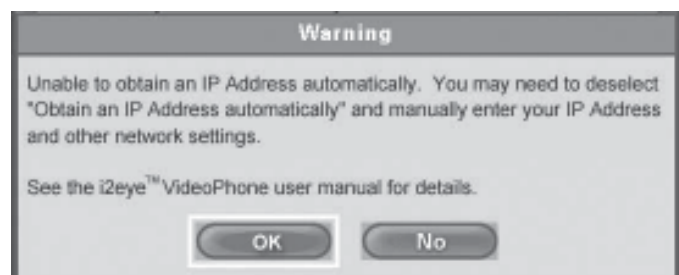 Warning
Unable to obtain an IP Address automatically. You may need to deselect
"Obtain an IP Address automatically" and manually enter your IP Address
and other network settings.
See the i2eye™ VideoPhone user manual for details.
OK No